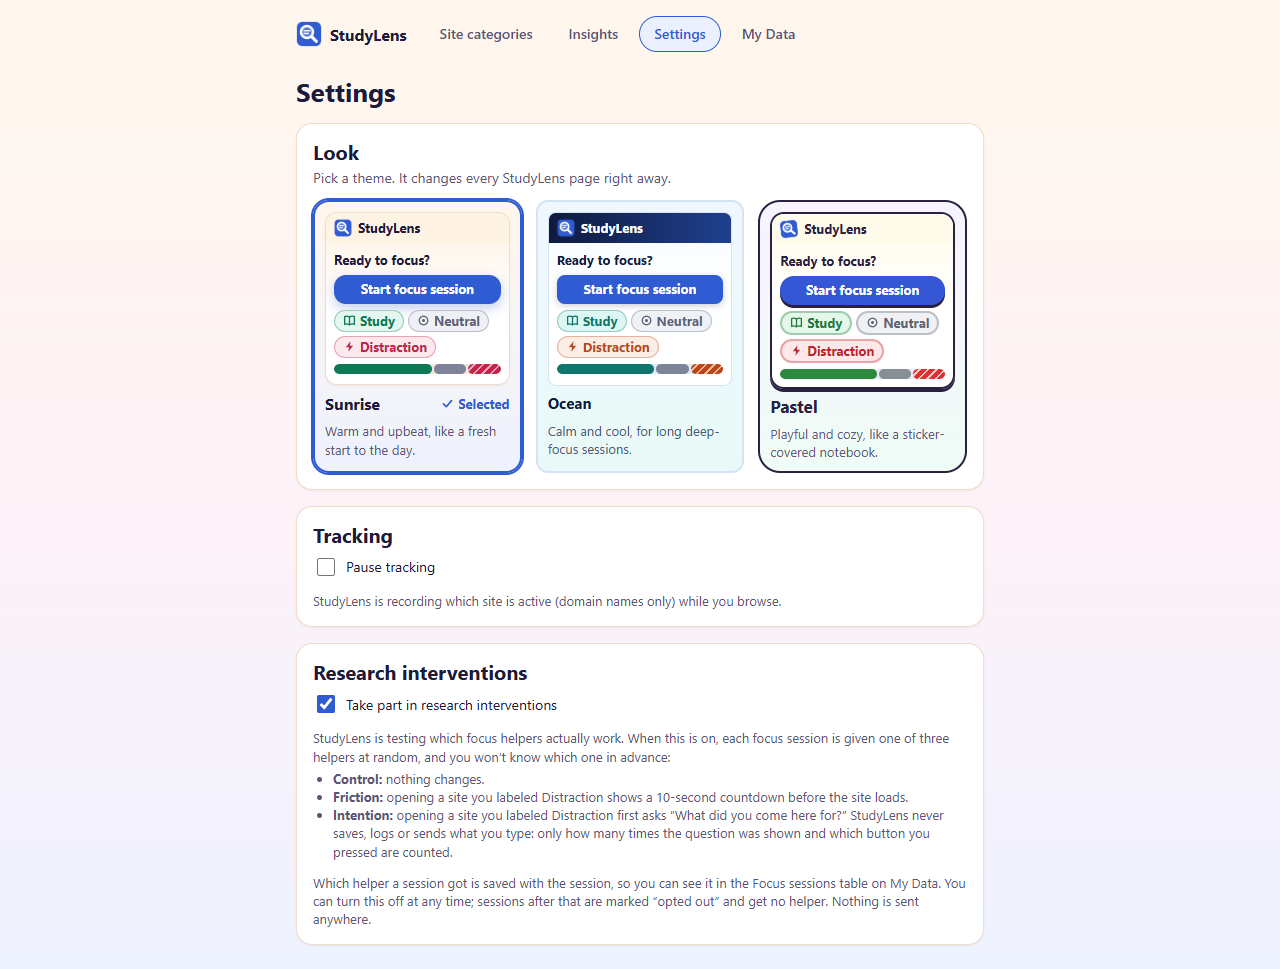 StudyLens
Site categories
Insights
Settings
My Data
Settings
Look
Pick a theme. It changes every StudyLens page right away.
StudyLens
Ready to focus?
Start focus session
Study
Neutral
Distraction
Sunrise
Selected
Warm and upbeat, like a fresh
start to the day.
StudyLens
Ready to focus?
Start focus session
Study
Neutral
Distraction
Ocean
Calm and cool, for long deep-
focus sessions.
StudyLens
Ready to focus?
Start focus session
Study
Neutral
Distraction
Pastel
Playful and cozy, like a sticker-
covered notebook.
Tracking
Pause tracking
StudyLens is recording which site is active (domain names only) while you browse.
Research interventions
Take part in research interventions
StudyLens is testing which focus helpers actually work. When this is on, each focus session is given one of three
helpers at random, and you won't know which one in advance:
• Control: nothing changes.
• Friction: opening a site you labeled Distraction shows a 10-second countdown before the site loads.
• Intention: opening a site you labeled Distraction first asks “What did you come here for?” StudyLens never
saves, logs or sends what you type: only how many times the question was shown and which button you
pressed are counted.
Which helper a session got is saved with the session, so you can see it in the Focus sessions table on My Data. You
can turn this off at any time; sessions after that are marked “opted out” and get no helper. Nothing is sent
anywhere.